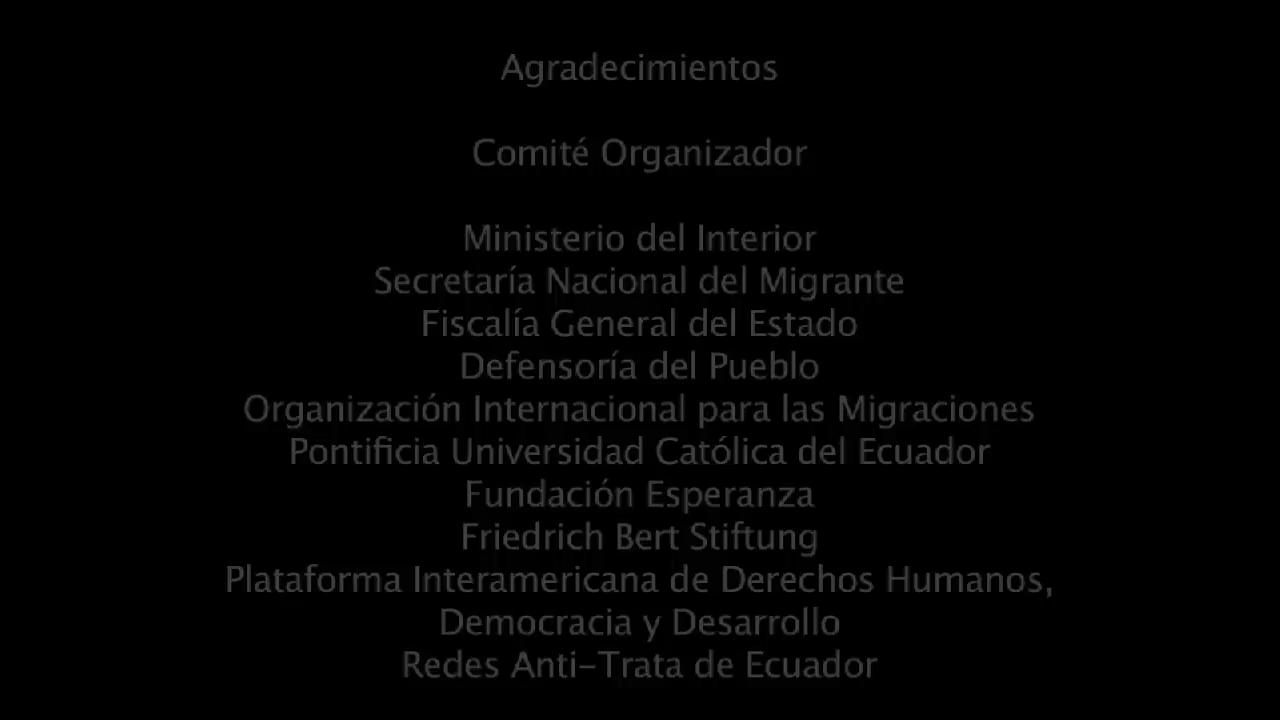 Agradecimientos
Comité Organizador
Ministerio del Interior
Secretaría Nacional del Migrante
Fiscalía General del Estado
Defensoría del Pueblo
Organización Internacional para las Migraciones
Pontificia Universidad Católica del Ecuador
Fundación Esperanza
Friedrich Bert Stiftung
Plataforma Interamericana de Derechos Humanos,
Democracia y Desarrollo
Redes Anti-Trata de Ecuador